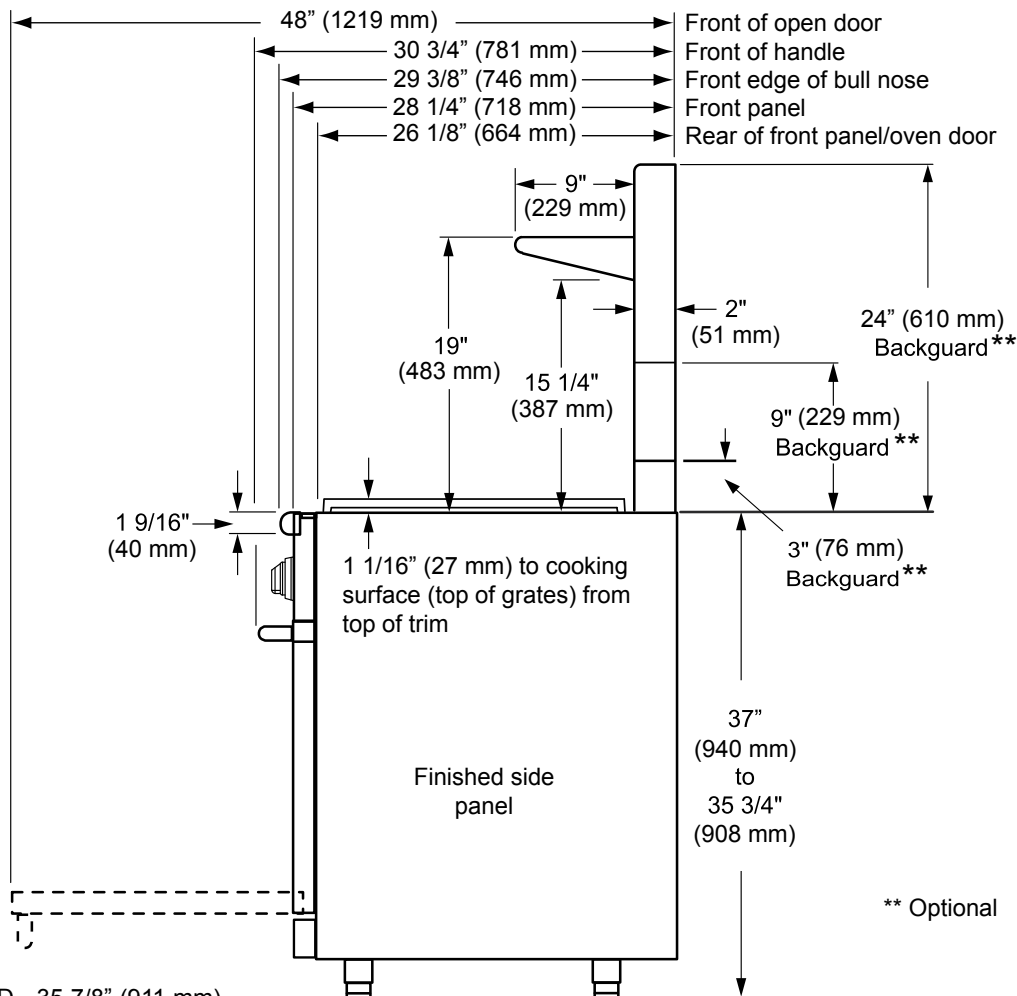 48” (1219 mm) Front of open door
30 3/4” (781 mm) Front of handle
29 3/8” (746 mm) Front edge of bull nose
28 1/4” (718 mm) Front panel
26 1/8” (664 mm) Rear of front panel/oven door
9"
(229 mm)
2"
(51 mm)
24” (610 mm)
Backguard**
19"
(483 mm)
15 1/4"
(387 mm)
9" (229 mm)
Backguard**
1 9/16"
(40 mm)
3" (76 mm)
Backguard**
1 1/16” (27 mm) to cooking
surface (top of grates) from
top of trim
37”
(940 mm)
to
35 3/4"
(908 mm)
Finished side
panel
** Optional
35 7/8” (911 mm)